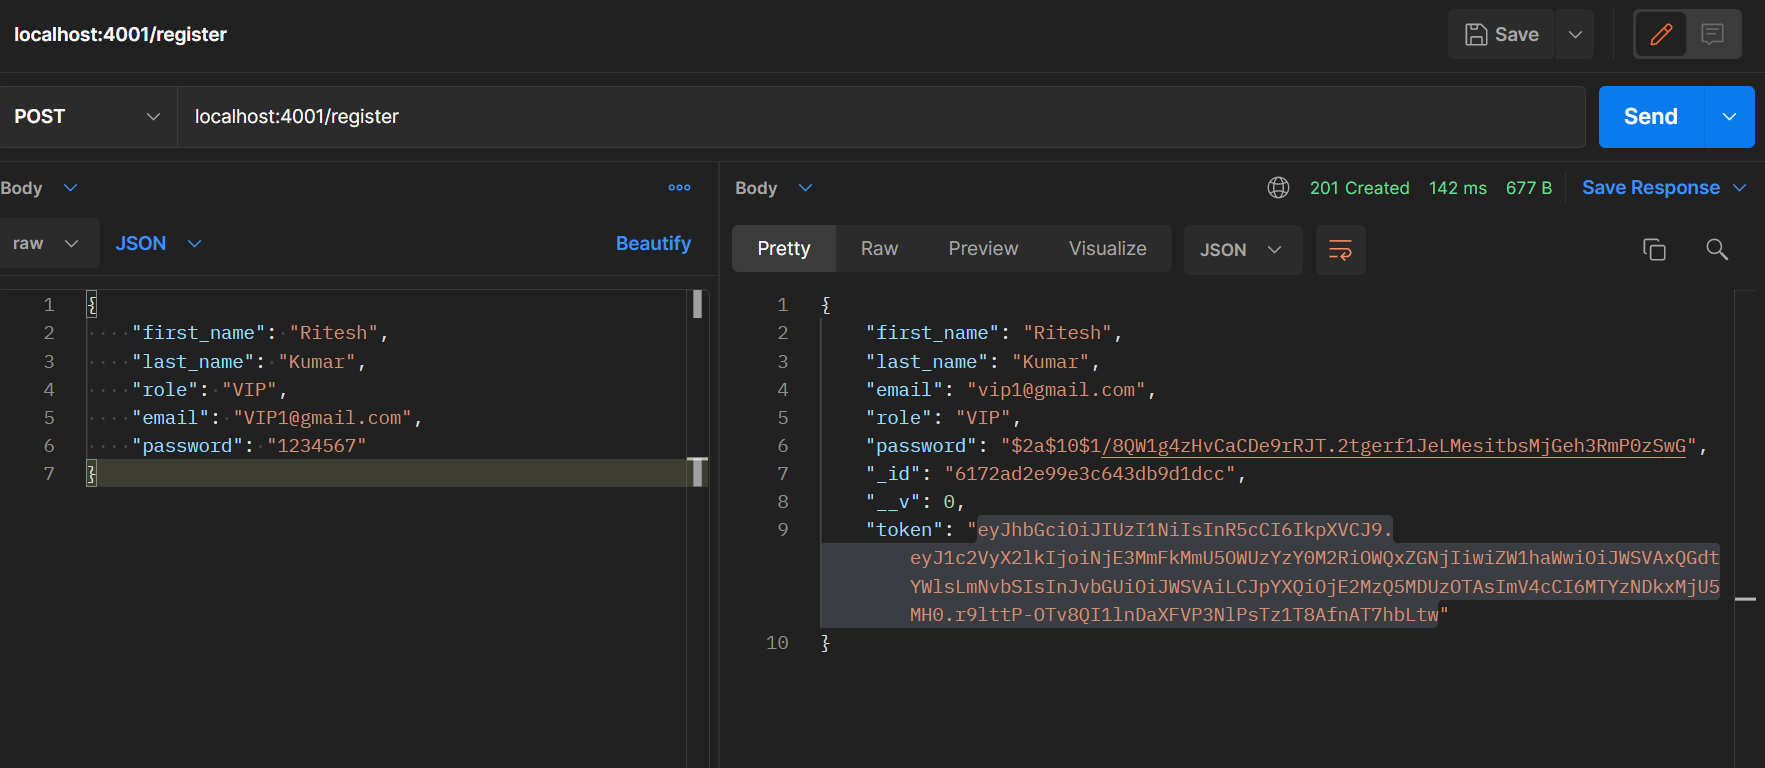 localhost:4001/register
Save
POST
localhost:4001/register
Send
Body
raw
JSON
Beautify
1 {
2 "first_name": "Ritesh",
3 "last_name": "Kumar",
4 "role": "VIP",
5 "email": "VIP1@gmail.com",
6 "password": "1234567"
7 }
Body
201 Created 142 ms 677 B Save Response
Pretty Raw Preview Visualize JSON
1 {
2 "first_name": "Ritesh",
3 "last_name": "Kumar",
4 "email": "vip1@gmail.com",
5 "role": "VIP",
6 "password": "$2a$10$1/8QW1g4zHvCaCDe9rRJT.2tgerf1JeLMesitbsMjGeh3RmP0zSwG",
7 "_id": "6172ad2e99e3c643db9d1dcc",
8 "__v": 0,
9 "token": "eyJhbGciOiJIUzI1NiIsInR5cCI6IkpXVCJ9.
eyJ1c2VyX2lkIjoiNjE3MmFkMmU5OWUzYzY0M2RiOWQxZGNjIiwiZW1haWwiOiJWSVAxQGdt
YWlsLmNvbSIsInJvbGUiOiJWSVAiLCJpYXQiOjE2MzQ5MDUzOTAsImV4cCI6MTYzNDkxMjU5
MH0.r9lttP-OTv8QI1lnDaXFVP3NlPsTz1T8AfnAT7hbLtw"
10 }